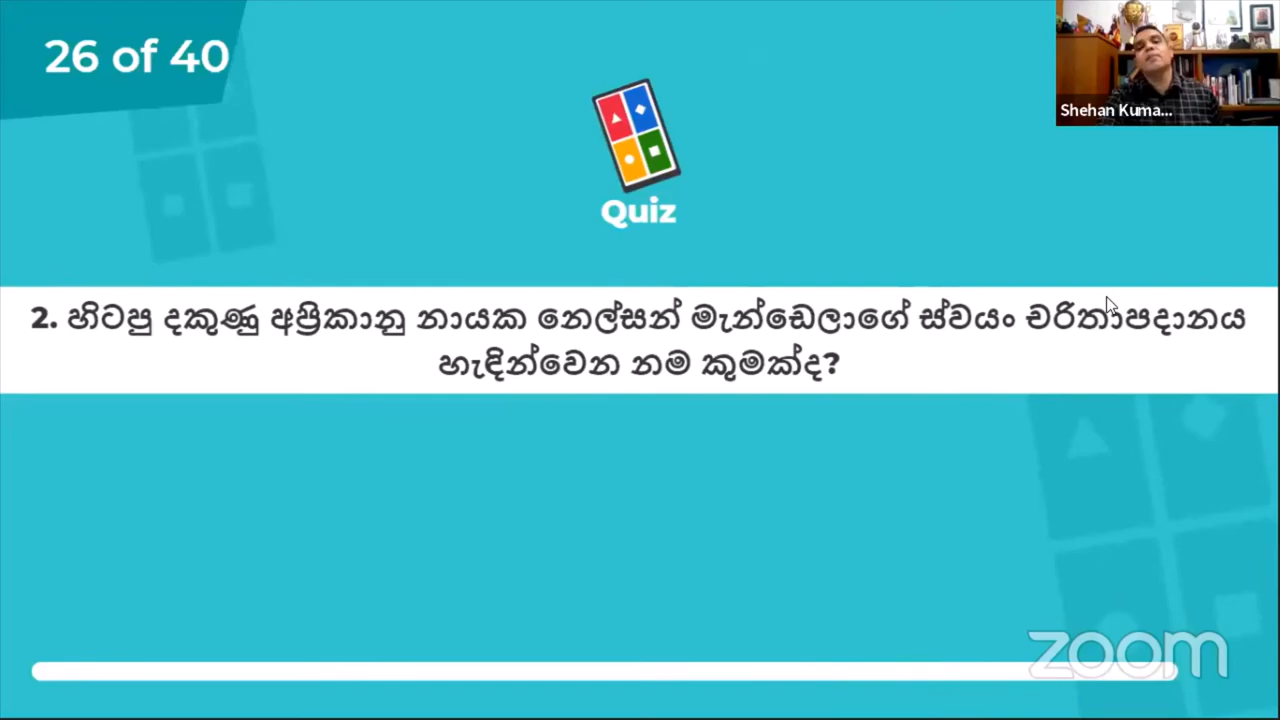 26 of 40
Shehan Kuma...
Quiz
2. හිටපු දකුණු අප්‍රිකානු නායක නෙල්සන් මැන්ඩෙලාගේ ස්වයං චරිතාපදානය
හැඳින්වෙන නම කුමක්ද?
zoom